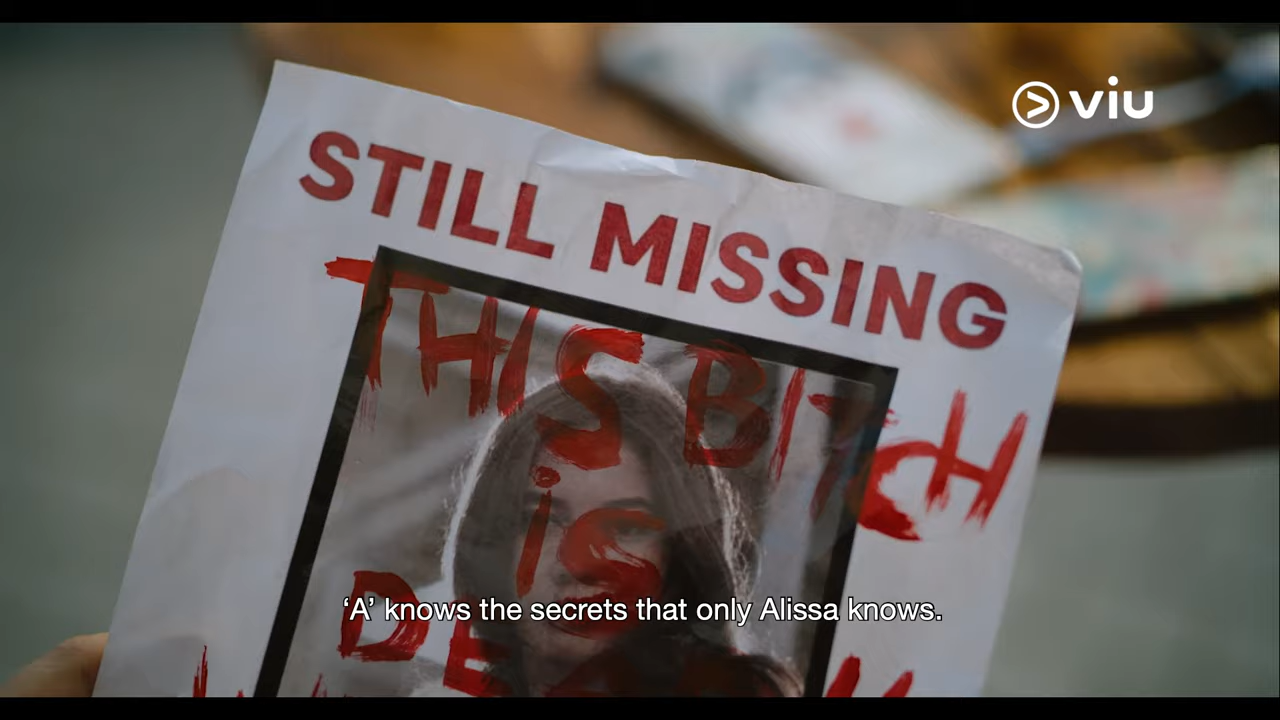 viu
STILL MISSING
THIS BITCH
is
‘A’ knows the secrets that only Alissa knows.